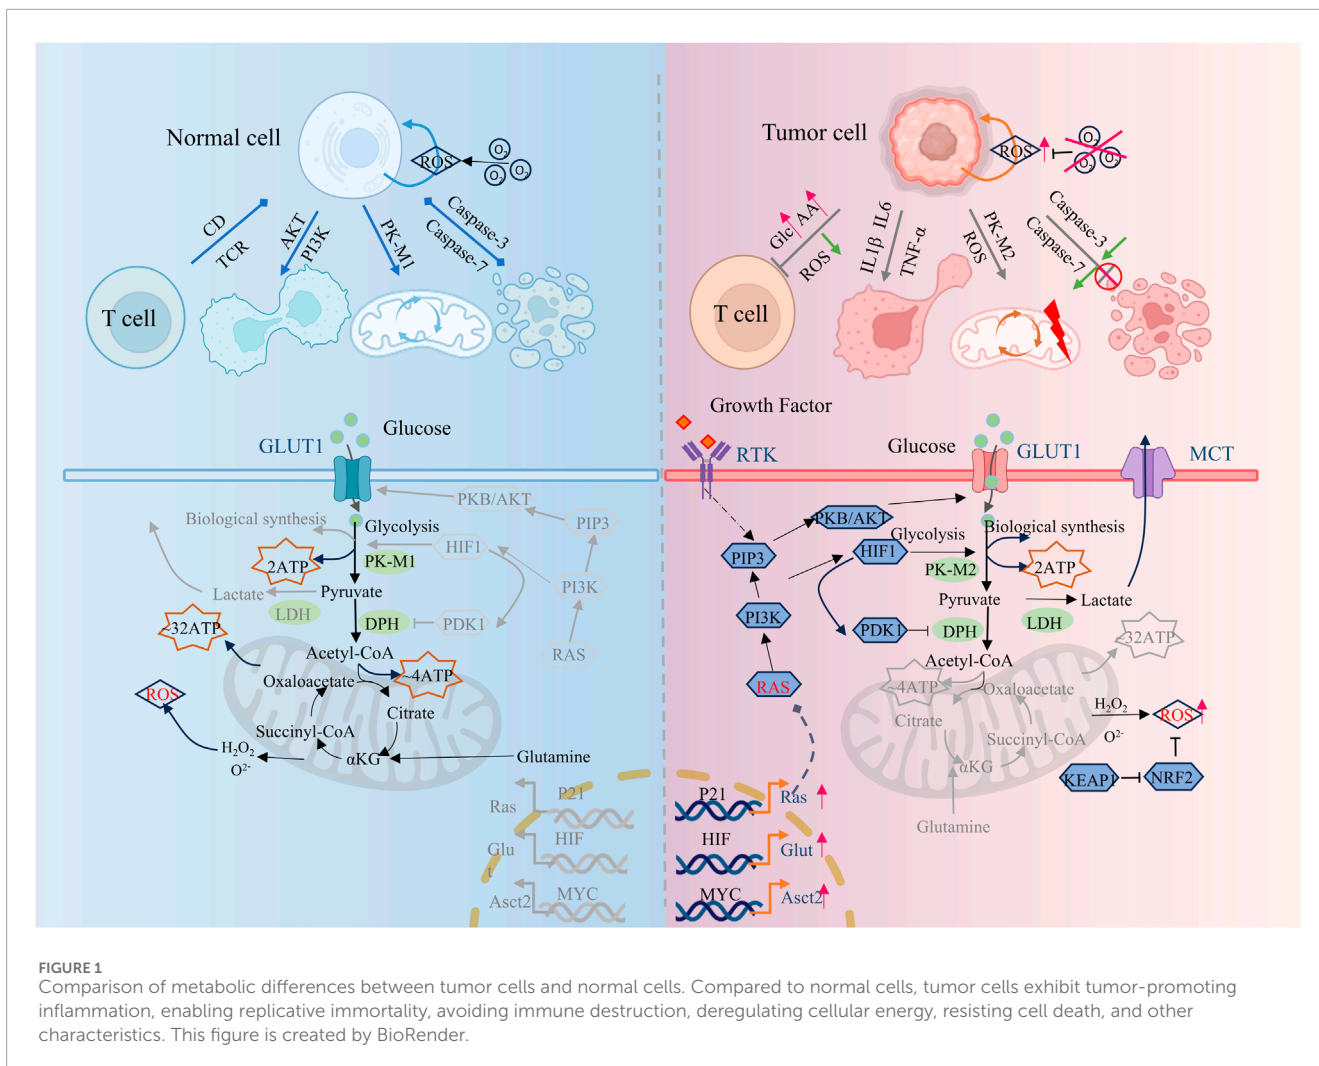 Normal cell
ROS
O₂
O₂
O₂
CD
TCR
AKT
PI3K
PK-M1
Caspase-3
Caspase-7
T cell
Tumor cell
ROS
O₂
O₂
O₂
Glc
AA
ROS
IL1β IL6
TNF-α
PK-M2
ROS
Caspase-3
Caspase-7
T cell
Glucose
GLUT1
PKB/AKT
PIP3
Biological synthesis
Glycolysis
HIF1
2ATP
PK-M1
PI3K
Lactate
Pyruvate
LDH
DPH
PDK1
~32ATP
RAS
Acetyl-CoA
Oxaloacetate
~4ATP
ROS
Citrate
Succinyl-CoA
H₂O₂
O²⁻
αKG
Glutamine
Ras
P21
Glu
t
HIF
Asct2
MYC
Growth Factor
RTK
Glucose
GLUT1
MCT
PKB/AKT
Glycolysis
Biological synthesis
PIP3
HIF1
PK-M2
2ATP
PI3K
Pyruvate
Lactate
LDH
PDK1
DPH
~32ATP
RAS
Acetyl-CoA
~4ATP
Oxaloacetate
Citrate
H₂O₂
O²⁻
ROS
Succinyl-CoA
αKG
KEAP1
NRF2
Glutamine
P21
Ras
HIF
Glut
MYC
Asct2
FIGURE 1
Comparison of metabolic differences between tumor cells and normal cells. Compared to normal cells, tumor cells exhibit tumor-promoting
inflammation, enabling replicative immortality, avoiding immune destruction, deregulating cellular energy, resisting cell death, and other
characteristics. This figure is created by BioRender.